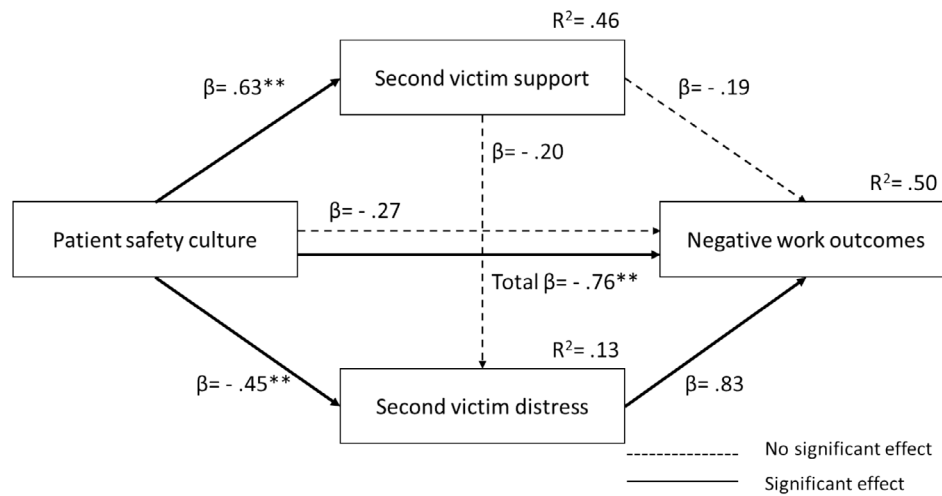 R²= .46
Second victim support
β= .63**
β= - .19
β= - .20
R²= .50
Patient safety culture
β= - .27
Negative work outcomes
Total β= - .76**
R²= .13
β= - .45**
Second victim distress
β= .83
No significant effect
Significant effect